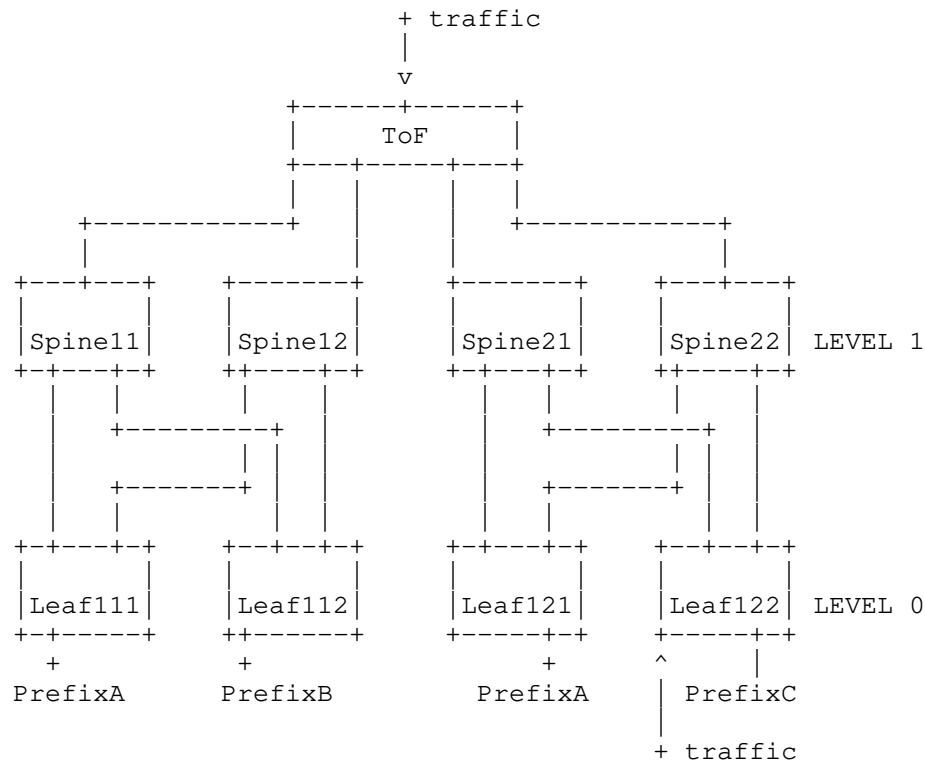 + traffic
ToF
Spine11 Spine12 Spine21 Spine22 LEVEL 1
Leaf111 Leaf112 Leaf121 Leaf122 LEVEL 0
PrefixA PrefixB PrefixA PrefixC
+ traffic